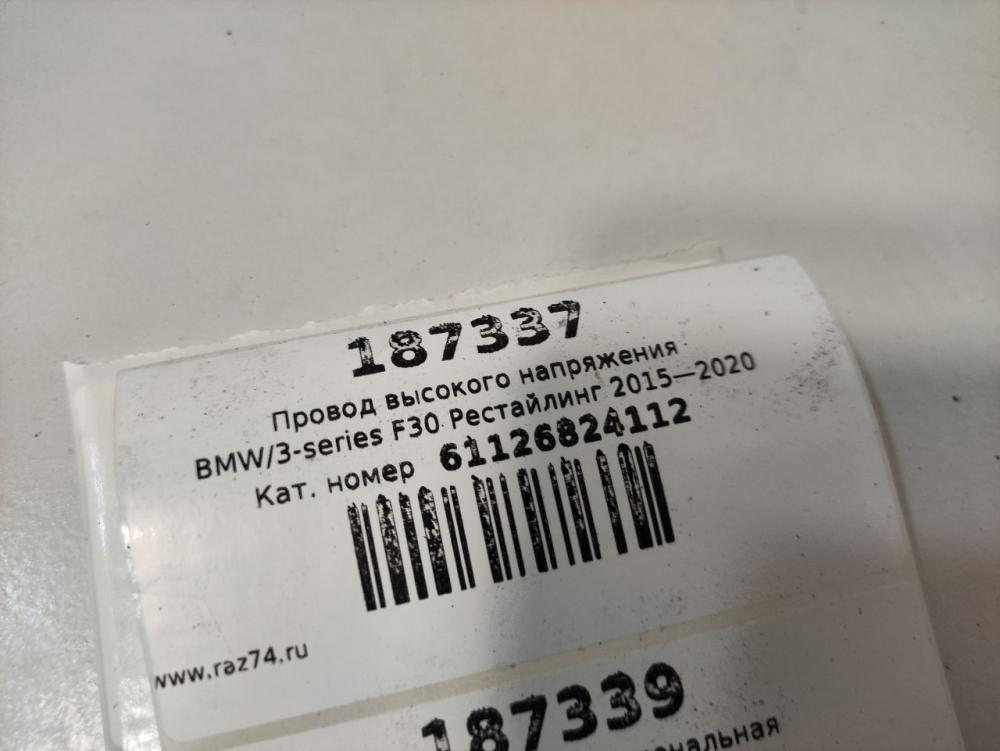 187337
Провод высокого напряжения
BMW/3-series F30 Рестайлинг 2015—2020
Кат. номер 61126824112
www.raz74.ru
187339